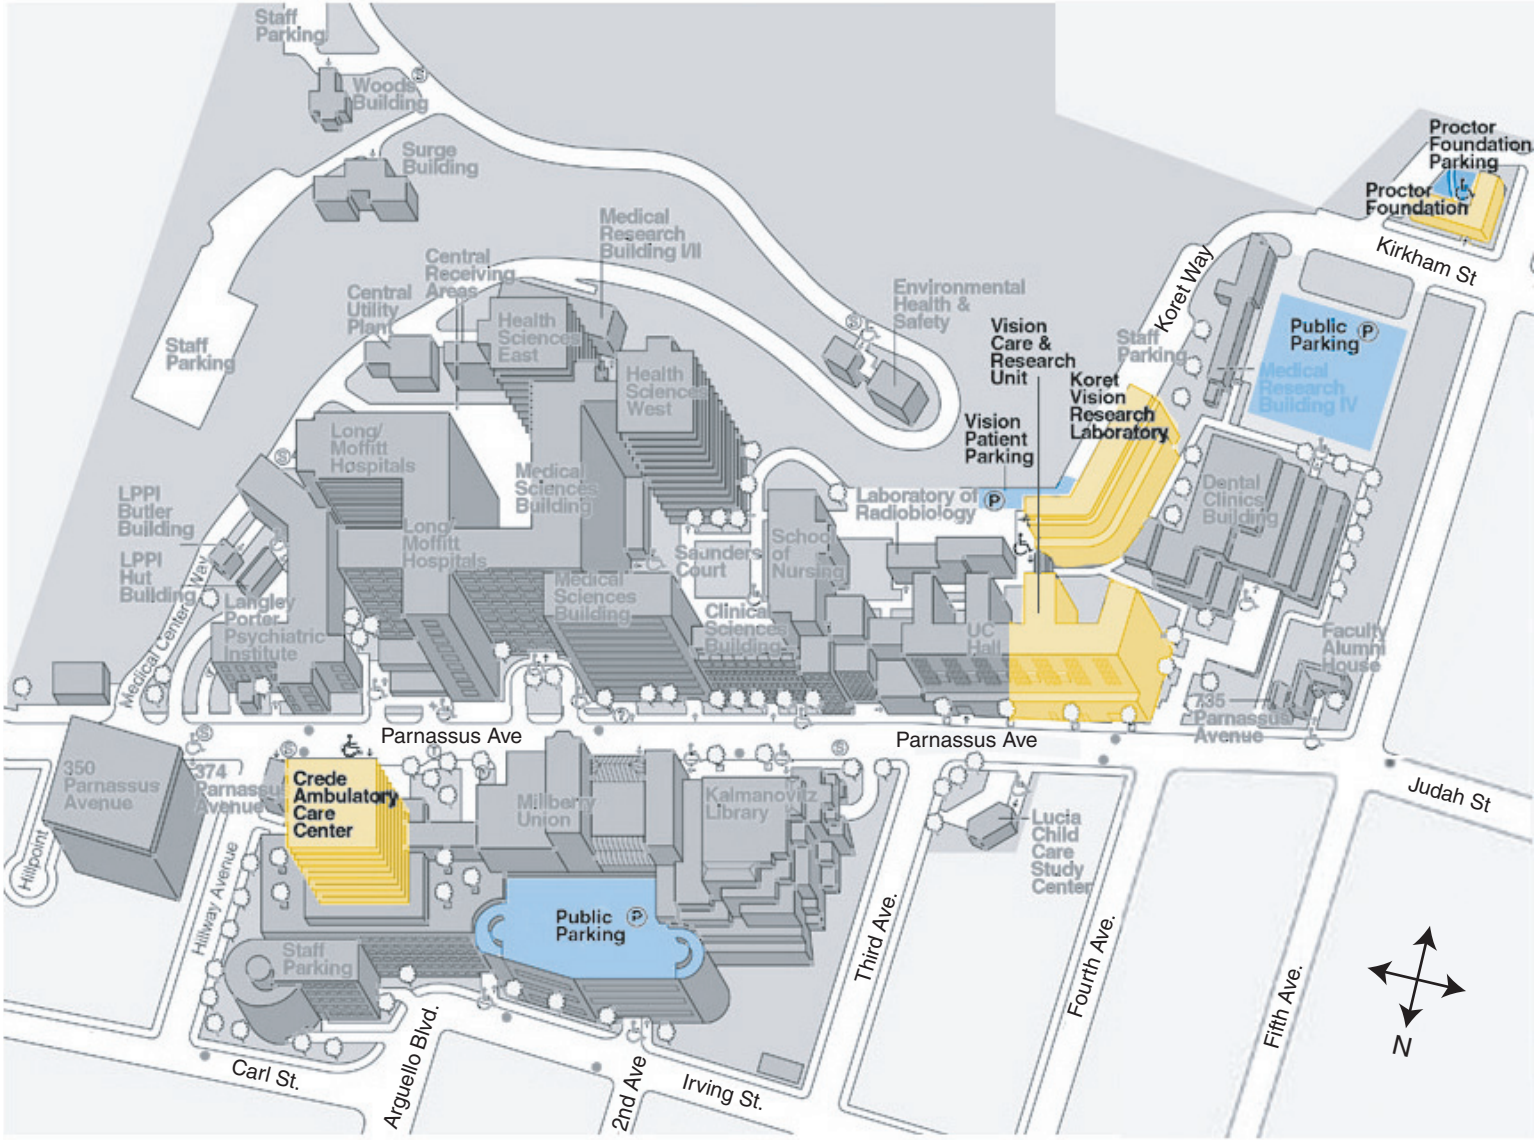 Staff
Parking
Woods
Building
Surge
Building
Proctor
Foundation
Parking
Proctor
Foundation
Kirkham St
Koret Way
Medical
Research
Building I/II
Central
Receiving
Areas
Central
Utility
Plant
Health
Sciences
East
Health
Sciences
West
Environmental
Health &
Safety
Staff
Parking
Vision
Care &
Research
Unit
Staff
Parking
Public
Parking
P
Medical
Research
Building IV
Koret
Vision
Research
Laboratory
Vision
Patient
Parking
P
Long/
Moffitt
Hospitals
Medical
Sciences
Building
Laboratory of
Radiobiology
Dental
Clinics
Building
LPPI
Butler
Building
LPPI
Hut
Building
Long/
Moffitt
Hospitals
Saunders
Court
School
of
Nursing
Medical Center Way
Langley
Porter
Psychiatric
Institute
Medical
Sciences
Building
Clinical
Sciences
Building
UC
Hall
Faculty
Alumni
House
735
Parnassus
Avenue
Parnassus Ave
Parnassus Ave
350
Parnassus
Avenue
374
Parnassus
Avenue
Crede
Ambulatory
Care
Center
Millberry
Union
Kalmanovitz
Library
Lucia
Child
Care
Study
Center
Judah St
Hillpoint
Hillway Avenue
Public
Parking
P
Staff
Parking
Third Ave.
Fourth Ave.
Fifth Ave.
N
Carl St.
Arguello Blvd.
2nd Ave
Irving St.